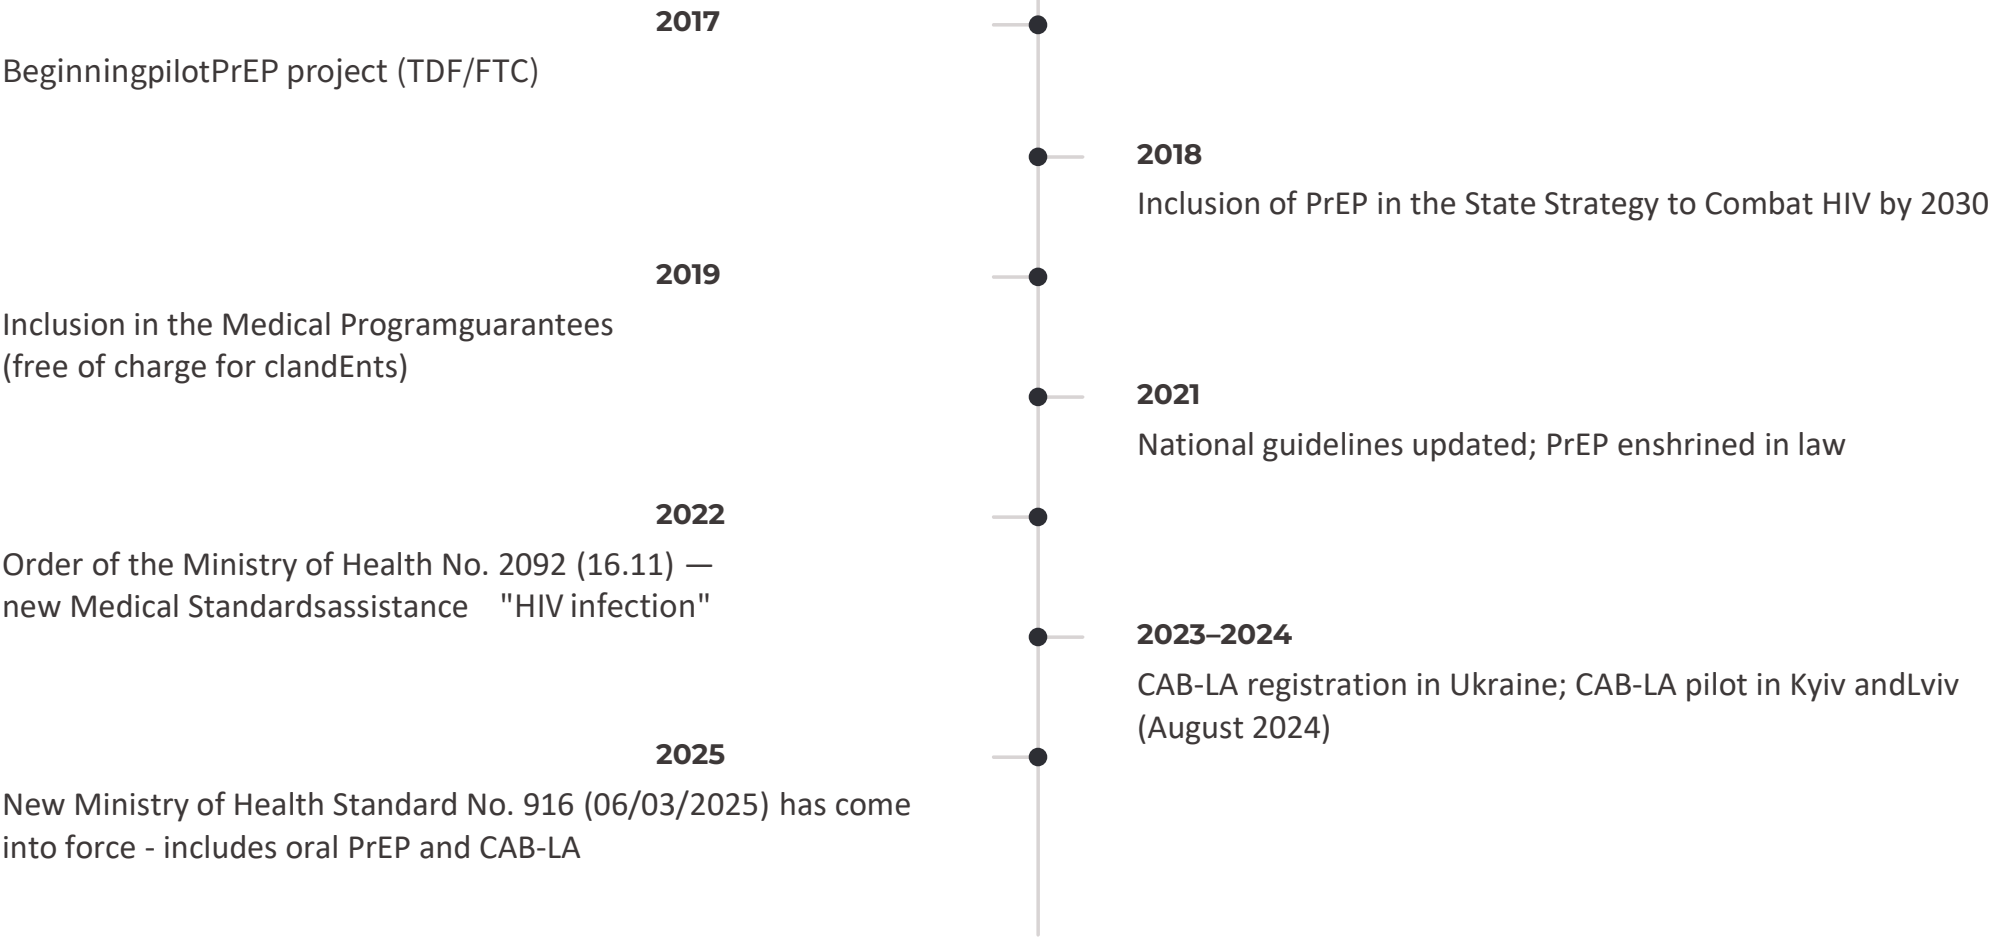 2017
BeginningpilotPrEP project (TDF/FTC)
2018
Inclusion of PrEP in the State Strategy to Combat HIV by 2030
2019
Inclusion in the Medical Programguarantees
(free of charge for clandEnts)
2021
National guidelines updated; PrEP enshrined in law
2022
Order of the Ministry of Health No. 2092 (16.11) —
new Medical Standardsassistance "HIV infection"
2023–2024
CAB-LA registration in Ukraine; CAB-LA pilot in Kyiv andLviv
(August 2024)
2025
New Ministry of Health Standard No. 916 (06/03/2025) has come
into force - includes oral PrEP and CAB-LA